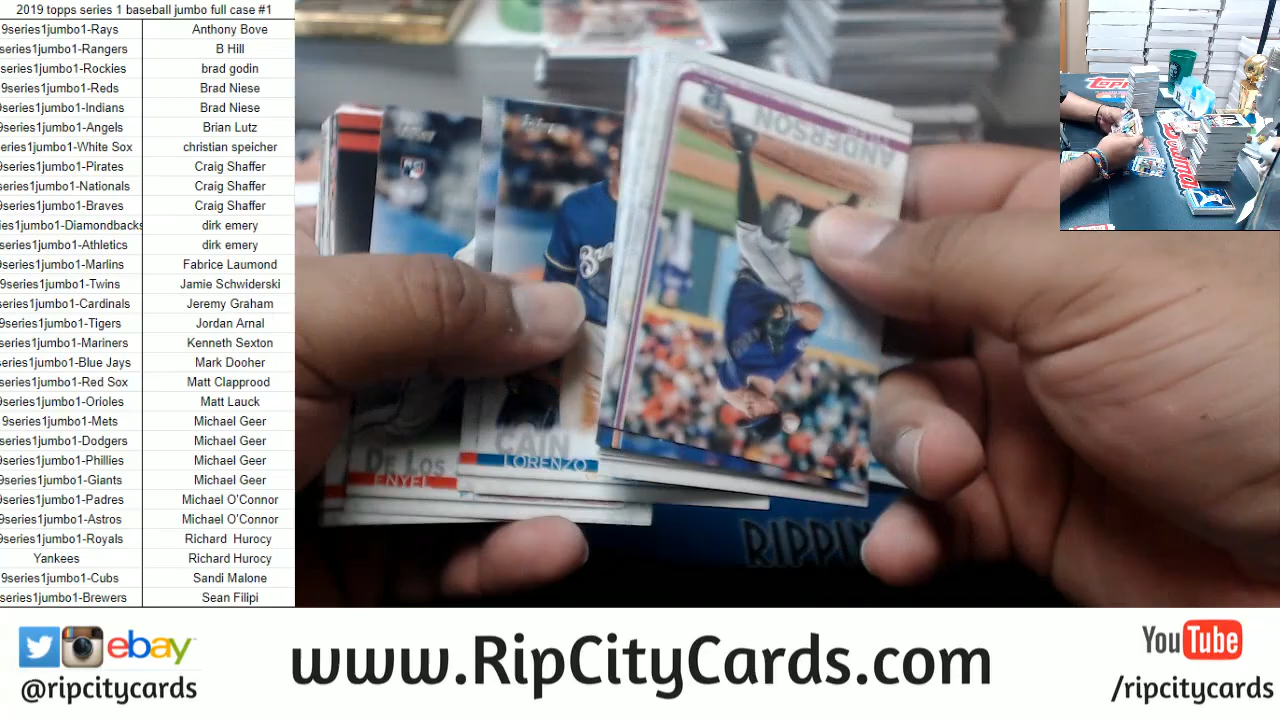 2019 topps series 1 baseball jumbo full case #1
9series1jumbo1-Rays Anthony Bove
series1jumbo1-Rangers B Hill
series1jumbo1-Rockies brad godin
9series1jumbo1-Reds Brad Niese
9series1jumbo1-Indians Brad Niese
series1jumbo1-Angels Brian Lutz
eries1jumbo1-White Sox christian speicher
series1jumbo1-Pirates Craig Shaffer
eries1jumbo1-Nationals Craig Shaffer
series1jumbo1-Braves Craig Shaffer
ies1jumbo1-Diamondbacks dirk emery
series1jumbo1-Athletics dirk emery
series1jumbo1-Marlins Fabrice Laumond
9series1jumbo1-Twins Jamie Schwiderski
eries1jumbo1-Cardinals Jeremy Graham
9series1jumbo1-Tigers Jordan Arnal
series1jumbo1-Mariners Kenneth Sexton
series1jumbo1-Blue Jays Mark Dooher
series1jumbo1-Red Sox Matt Clapprood
series1jumbo1-Orioles Matt Lauck
9series1jumbo1-Mets Michael Geer
series1jumbo1-Dodgers Michael Geer
series1jumbo1-Phillies Michael Geer
9series1jumbo1-Giants Michael Geer
series1jumbo1-Padres Michael O'Connor
9series1jumbo1-Astros Michael O'Connor
9series1jumbo1-Royals Richard Hurocy
Yankees Richard Hurocy
9series1jumbo1-Cubs Sandi Malone
series1jumbo1-Brewers Sean Filipi
ANDERSON
CAIN
LORENZO
DE LOS
ENYEL
RIPPIN
topps
Bowman
ebay
@ripcitycards
www.RipCityCards.com
YouTube
/ripcitycards